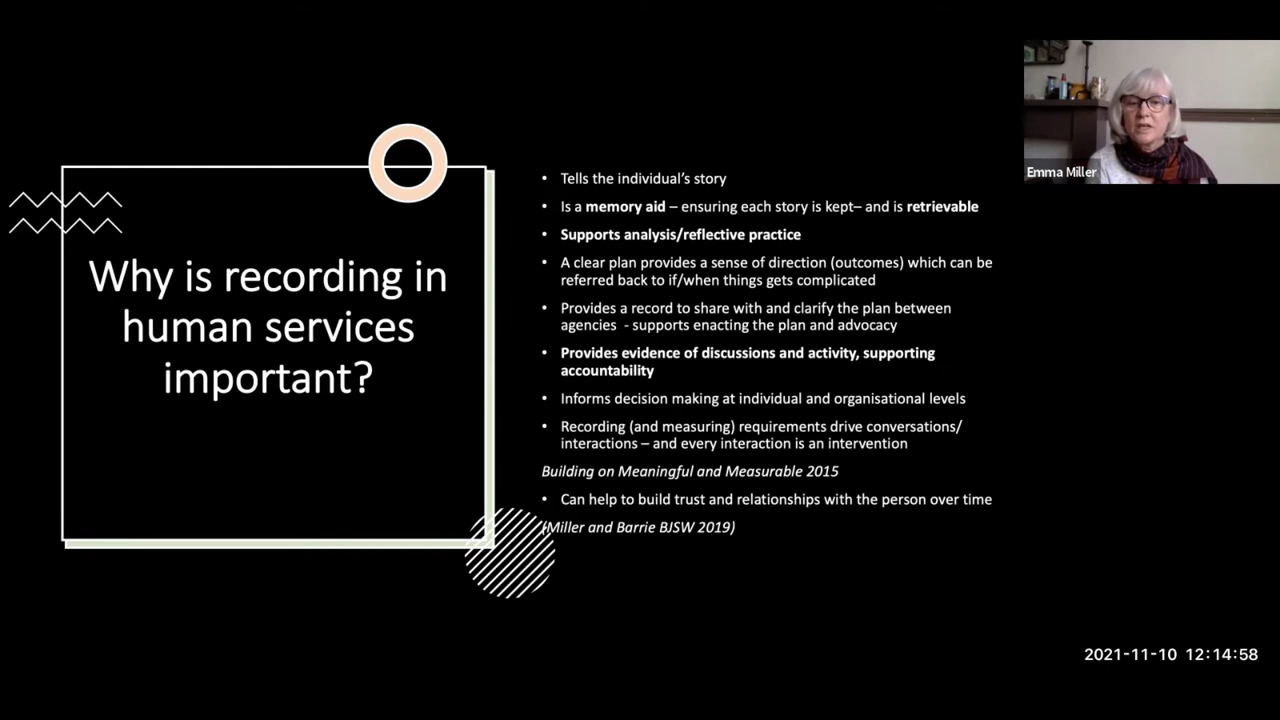 Why is recording in
human services
important?
• Tells the individual's story
• Is a memory aid – ensuring each story is kept– and is retrievable
• Supports analysis/reflective practice
• A clear plan provides a sense of direction (outcomes) which can be
referred back to if/when things gets complicated
• Provides a record to share with and clarify the plan between
agencies - supports enacting the plan and advocacy
• Provides evidence of discussions and activity, supporting
accountability
• Informs decision making at individual and organisational levels
• Recording (and measuring) requirements drive conversations/
interactions – and every interaction is an intervention
Building on Meaningful and Measurable 2015
• Can help to build trust and relationships with the person over time
(Miller and Barrie BJSW 2019)
Emma Miller
2021-11-10 12:14:58